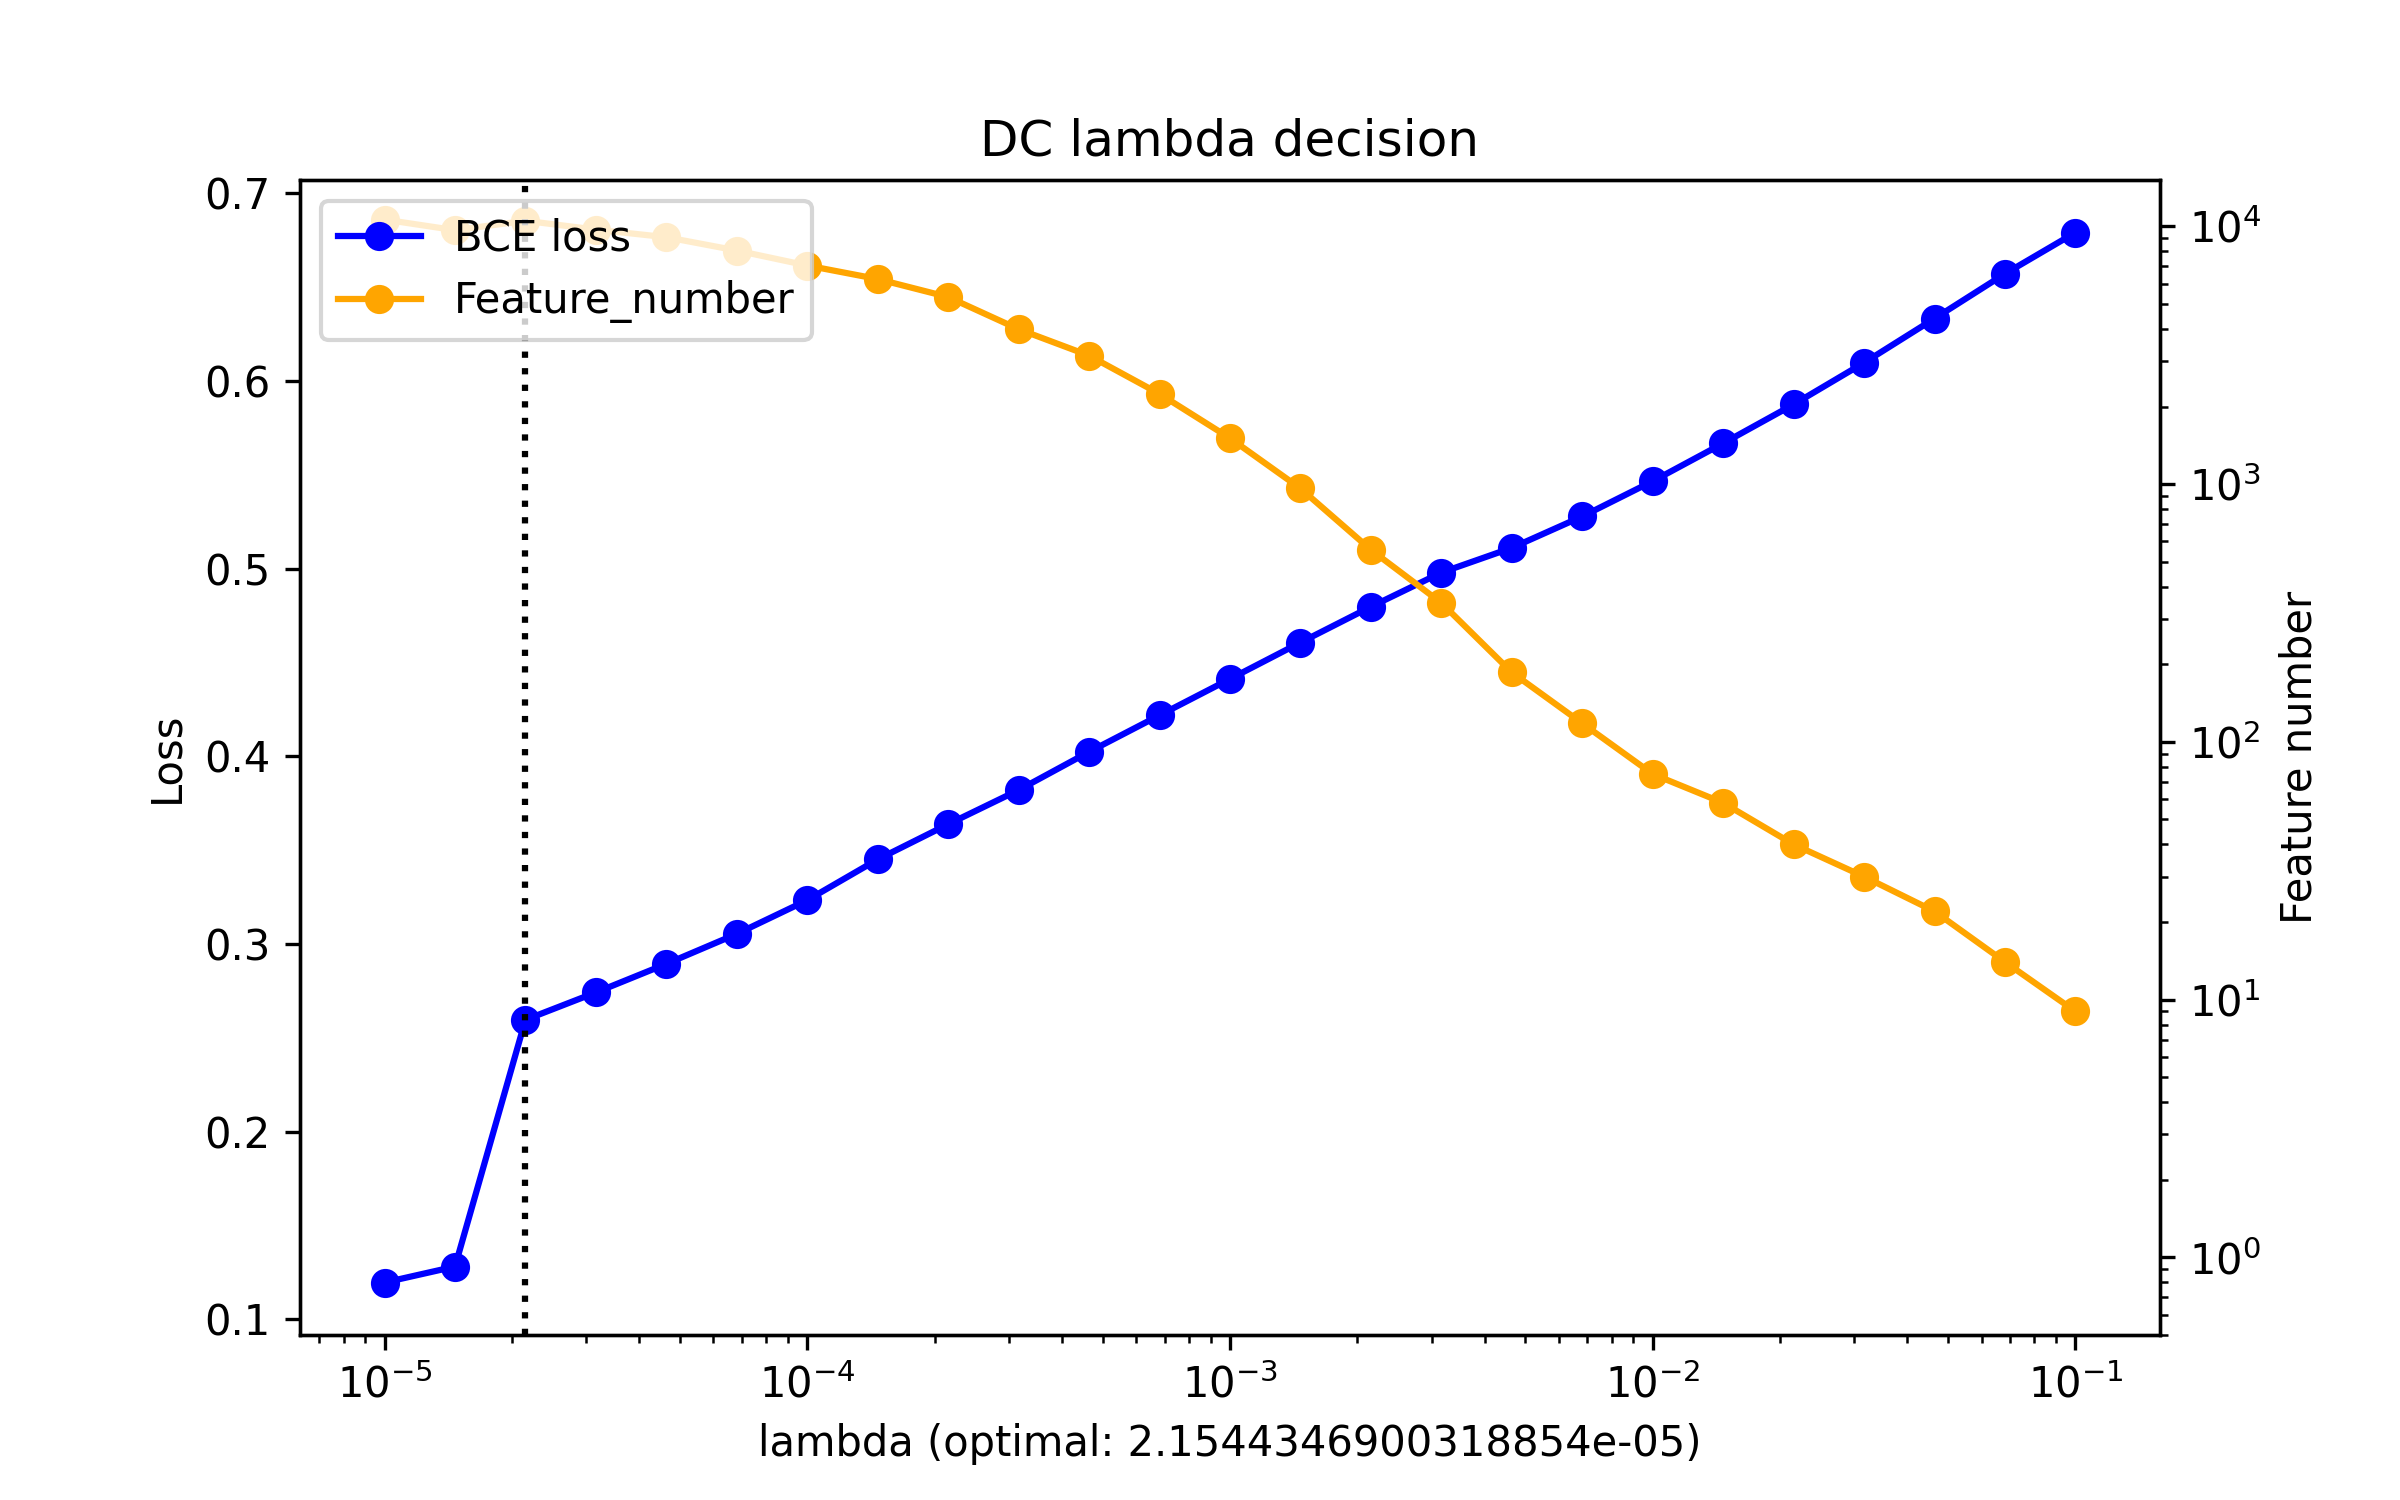 DC lambda decision
0.7
0.6
0.5
0.4
0.3
0.2
0.1
Loss
BCE loss
Feature_number
10⁴
10³
10²
10¹
10⁰
Feature number
10⁻⁵ 10⁻⁴ 10⁻³ 10⁻² 10⁻¹
lambda (optimal: 2.1544346900318854e-05)